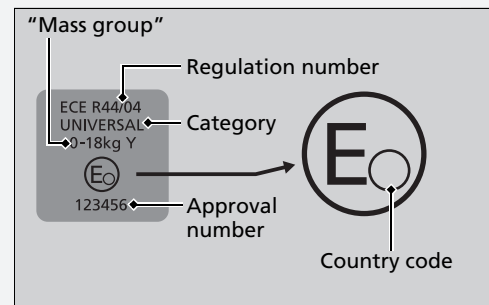 “Mass group”
Regulation number
ECE R44/04
UNIVERSAL
Category
0-18kg Y
E
E
123456
Approval
number
Country code